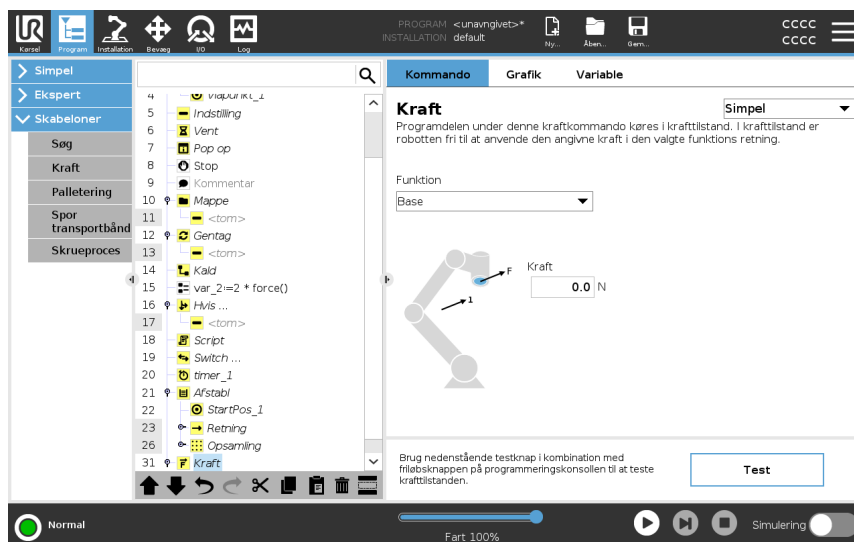 UR
Kørsel
Program
Installation
Bevæg
I/O
Log
PROGRAM <unavngivet>*
INSTALLATION default
Ny...
Åben...
Gem...
CCCC
CCCC
Simpel
Ekspert
Skabeloner
Søg
Kraft
Palletering
Spor
transportbånd
Skrueproces
4 Viapunkt_1
5 Indstilling
6 Vent
7 Pop op
8 Stop
9 Kommentar
10 Mappe
11 <tom>
12 Gentag
13 <tom>
14 Kald
15 var_2:=2 * force()
16 Hvis ...
17 <tom>
18 Script
19 Switch ...
20 timer_1
21 Afstabl
22 StartPos_1
23 Retning
26 Opsamling
31 Kraft
Kommando Grafik Variable
Kraft
Simpel
Programdelen under denne kraftkommando køres i krafttilstand. I krafttilstand er
robotten fri til at anvende den angivne kraft i den valgte funktions retning.
Funktion
Base
F
1
Kraft
0.0 N
Brug nedenstående testknap i kombination med
friløbsknappen på programmeringskonsollen til at teste
krafttilstanden.
Test
Normal
Fart 100%
Simulering